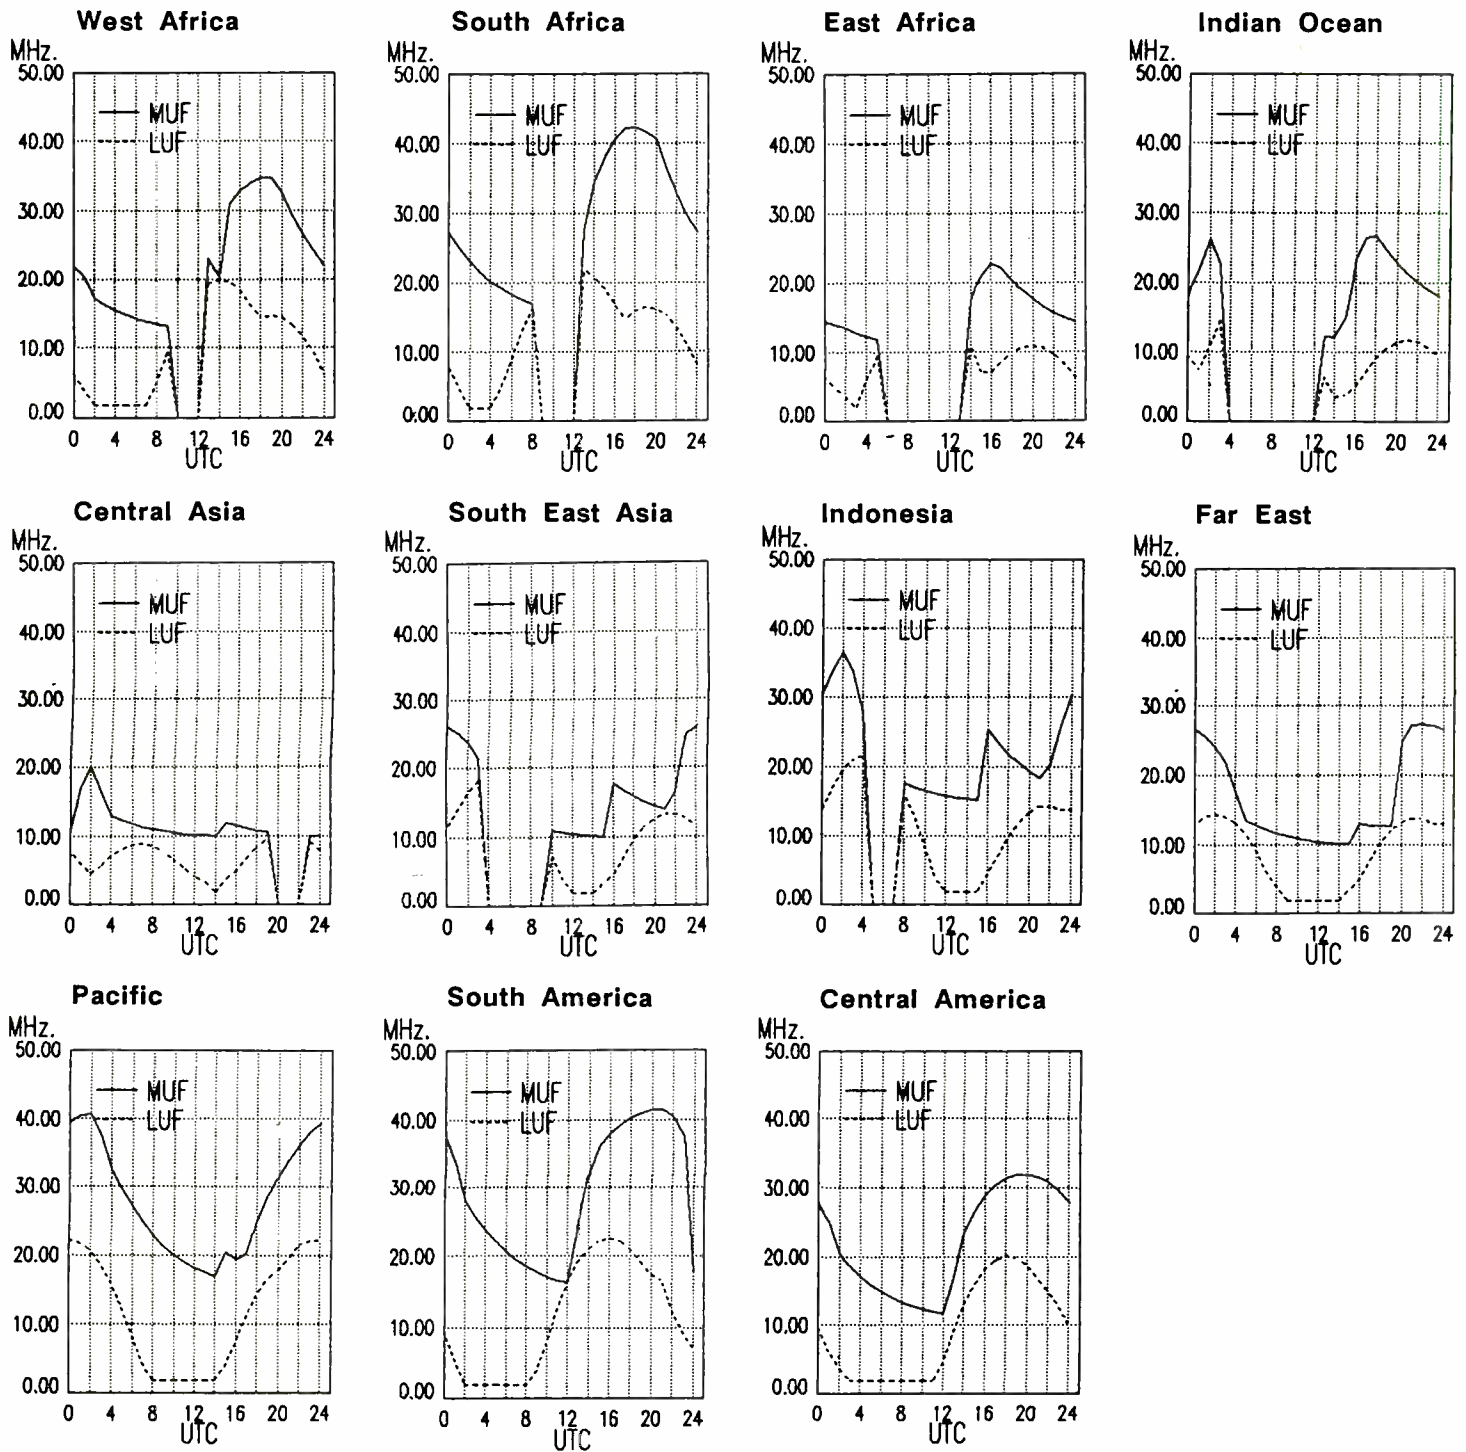 West Africa
MHz.
50.00
40.00
30.00
20.00
10.00
0.00
MUF
LUF
0 4 8 12 16 20 24
UTC
South Africa
MHz.
50.00
40.00
30.00
20.00
10.00
0.00
MUF
LUF
0 4 8 12 16 20 24
UTC
East Africa
MHz.
50.00
40.00
30.00
20.00
10.00
0.00
MUF
LUF
0 4 8 12 16 20 24
UTC
Indian Ocean
MHz.
50.00
40.00
30.00
20.00
10.00
0.00
MUF
LUF
0 4 8 12 16 20 24
UTC
Central Asia
MHz.
50.00
40.00
30.00
20.00
10.00
0.00
MUF
LUF
0 4 8 12 16 20 24
UTC
South East Asia
MHz.
50.00
40.00
30.00
20.00
10.00
0.00
MUF
LUF
0 4 8 12 16 20 24
UTC
Indonesia
MHz.
50.00
40.00
30.00
20.00
10.00
0.00
MUF
LUF
0 4 8 12 16 20 24
UTC
Far East
MHz.
50.00
40.00
30.00
20.00
10.00
0.00
MUF
LUF
0 4 8 12 16 20 24
UTC
Pacific
MHz.
50.00
40.00
30.00
20.00
10.00
0.00
MUF
LUF
0 4 8 12 16 20 24
UTC
South America
MHz.
50.00
40.00
30.00
20.00
10.00
0.00
MUF
LUF
0 4 8 12 16 20 24
UTC
Central America
MHz.
50.00
40.00
30.00
20.00
10.00
0.00
MUF
LUF
0 4 8 12 16 20 24
UTC